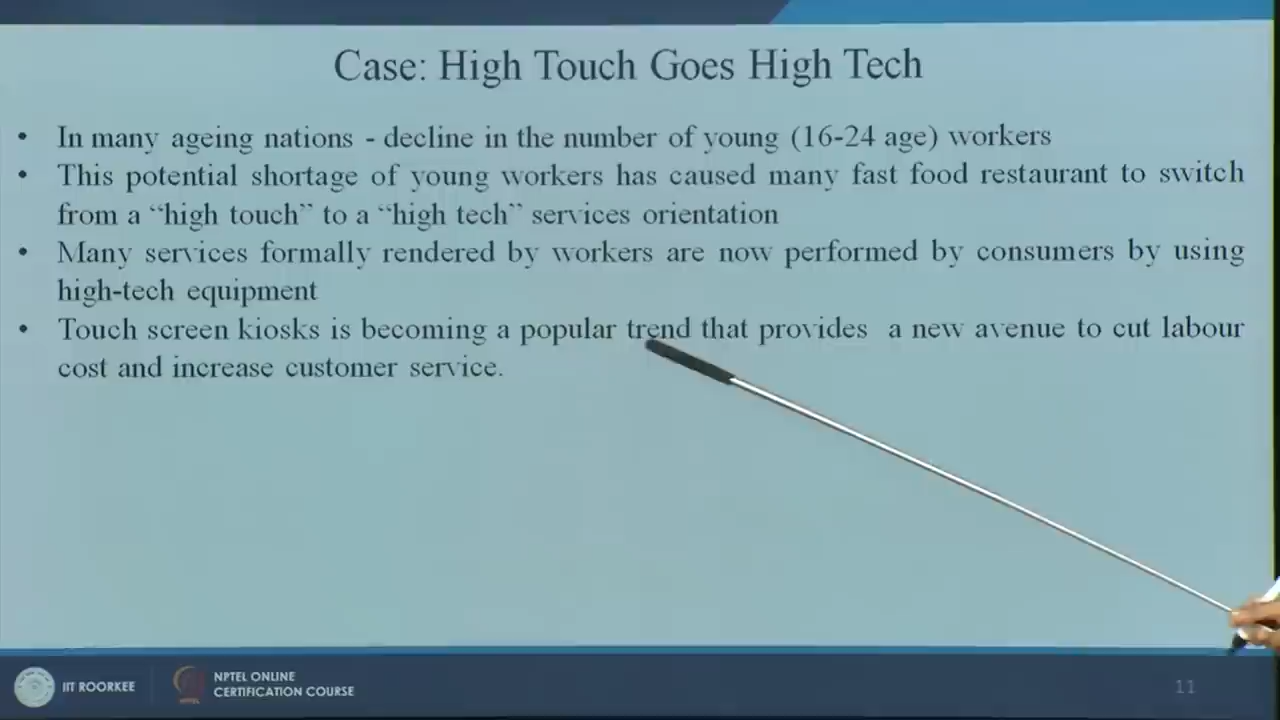 Case: High Touch Goes High Tech
• In many ageing nations - decline in the number of young (16-24 age) workers
• This potential shortage of young workers has caused many fast food restaurant to switch
from a “high touch” to a “high tech” services orientation
• Many services formally rendered by workers are now performed by consumers by using
high-tech equipment
• Touch screen kiosks is becoming a popular trend that provides a new avenue to cut labour
cost and increase customer service.
IIT ROORKEE
NPTEL ONLINE
CERTIFICATION COURSE
11